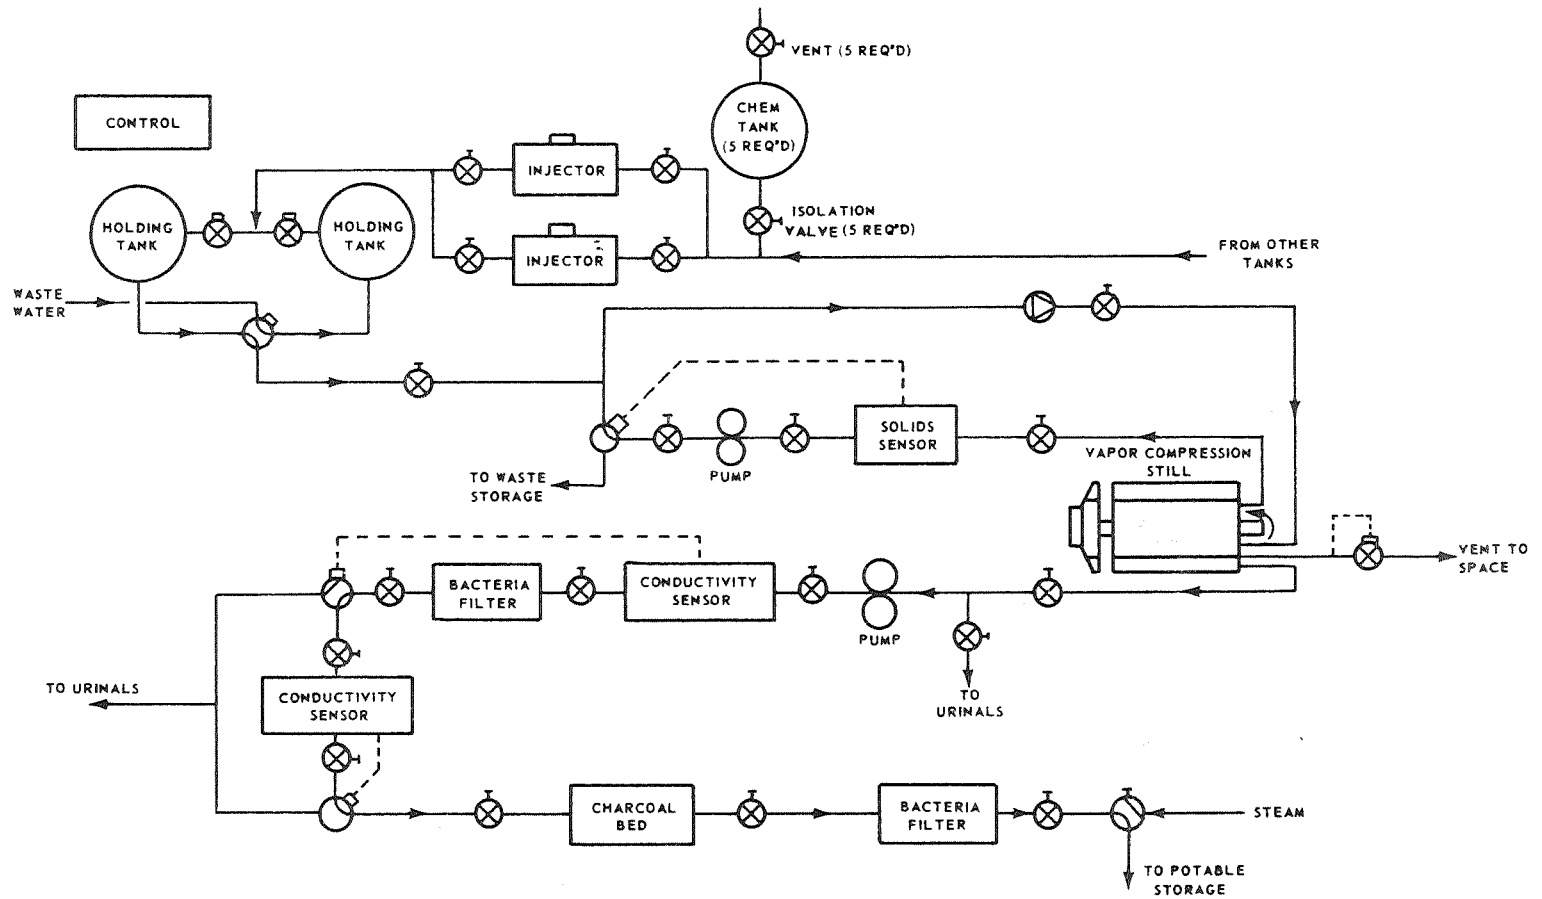 VENT (5 REQ'D)
CONTROL
CHEM
TANK
(5 REQ'D)
INJECTOR
HOLDING
TANK
HOLDING
TANK
ISOLATION
VALVE (5 REQ'D)
INJECTOR
FROM OTHER
TANKS
WASTE
WATER
SOLIDS
SENSOR
VAPOR COMPRESSION
STILL
PUMP
TO WASTE
STORAGE
VENT TO
SPACE
BACTERIA
FILTER
CONDUCTIVITY
SENSOR
PUMP
TO
URINALS
TO URINALS
CONDUCTIVITY
SENSOR
CHARCOAL
BED
BACTERIA
FILTER
STEAM
TO POTABLE
STORAGE